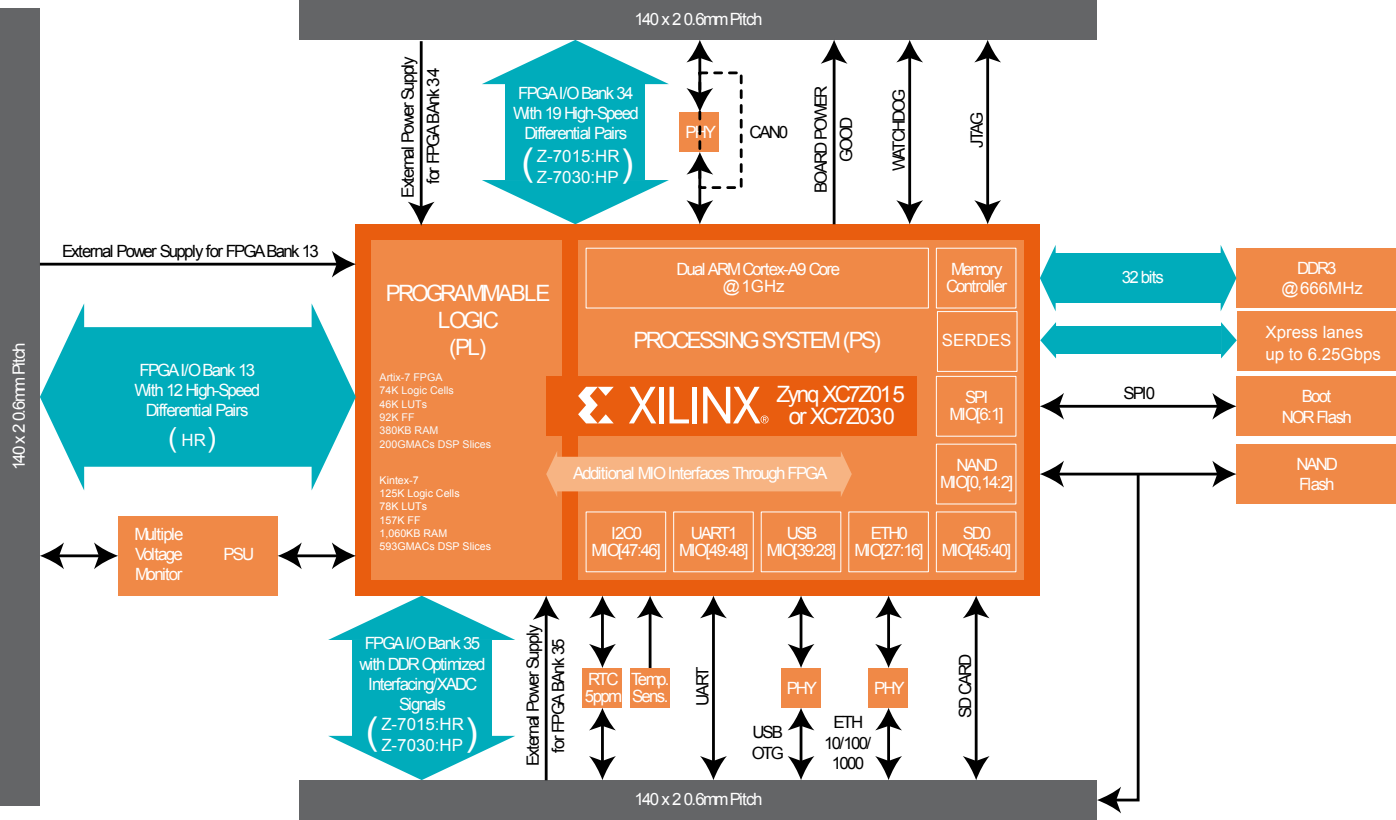 140 x 2 0.6mm Pitch
External Power Supply
for FPGA BAnk 34
FPGA I/O Bank 34
With 19 High-Speed
Differential Pairs
(Z-7015:HR
Z-7030:HP)
PHY
CAN0
BOARD POWER
GOOD
WATCHDOG
JTAG
140 x 2 0.6mm Pitch
External Power Supply for FPGA Bank 13
FPGA I/O Bank 13
With 12 High-Speed
Differential Pairs
(HR)
Multiple
Voltage
Monitor
PSU
PROGRAMMABLE
LOGIC
(PL)
Artix-7 FPGA
74K Logic Cells
46K LUTs
92K FF
380KB RAM
200GMACs DSP Slices
Kintex-7
125K Logic Cells
78K LUTs
157K FF
1,060KB RAM
593GMACs DSP Slices
Dual ARM Cortex-A9 Core
@ 1GHz
Memory
Controller
PROCESSING SYSTEM (PS)
SERDES
XILINX®
Zynq XC7Z015
or XC7Z030
SPI
MIO[6:1]
Additional MIO Interfaces Through FPGA
NAND
MIO[0,14:2]
I2C0
MIO[47:46]
UART1
MIO[49:48]
USB
MIO[39:28]
ETH0
MIO[27:16]
SD0
MIO[45:40]
32 bits
DDR3
@666MHz
Xpress lanes
up to 6.25Gbps
SPI0
Boot
NOR Flash
NAND
Flash
FPGA I/O Bank 35
with DDR Optimized
Interfacing/XADC
Signals
(Z-7015:HR
Z-7030:HP)
External Power Supply
for FPGA BAnk 35
RTC
5ppm
Temp.
Sens.
UART
PHY
USB
OTG
PHY
ETH
10/100/
1000
SD CARD
140 x 2 0.6mm Pitch